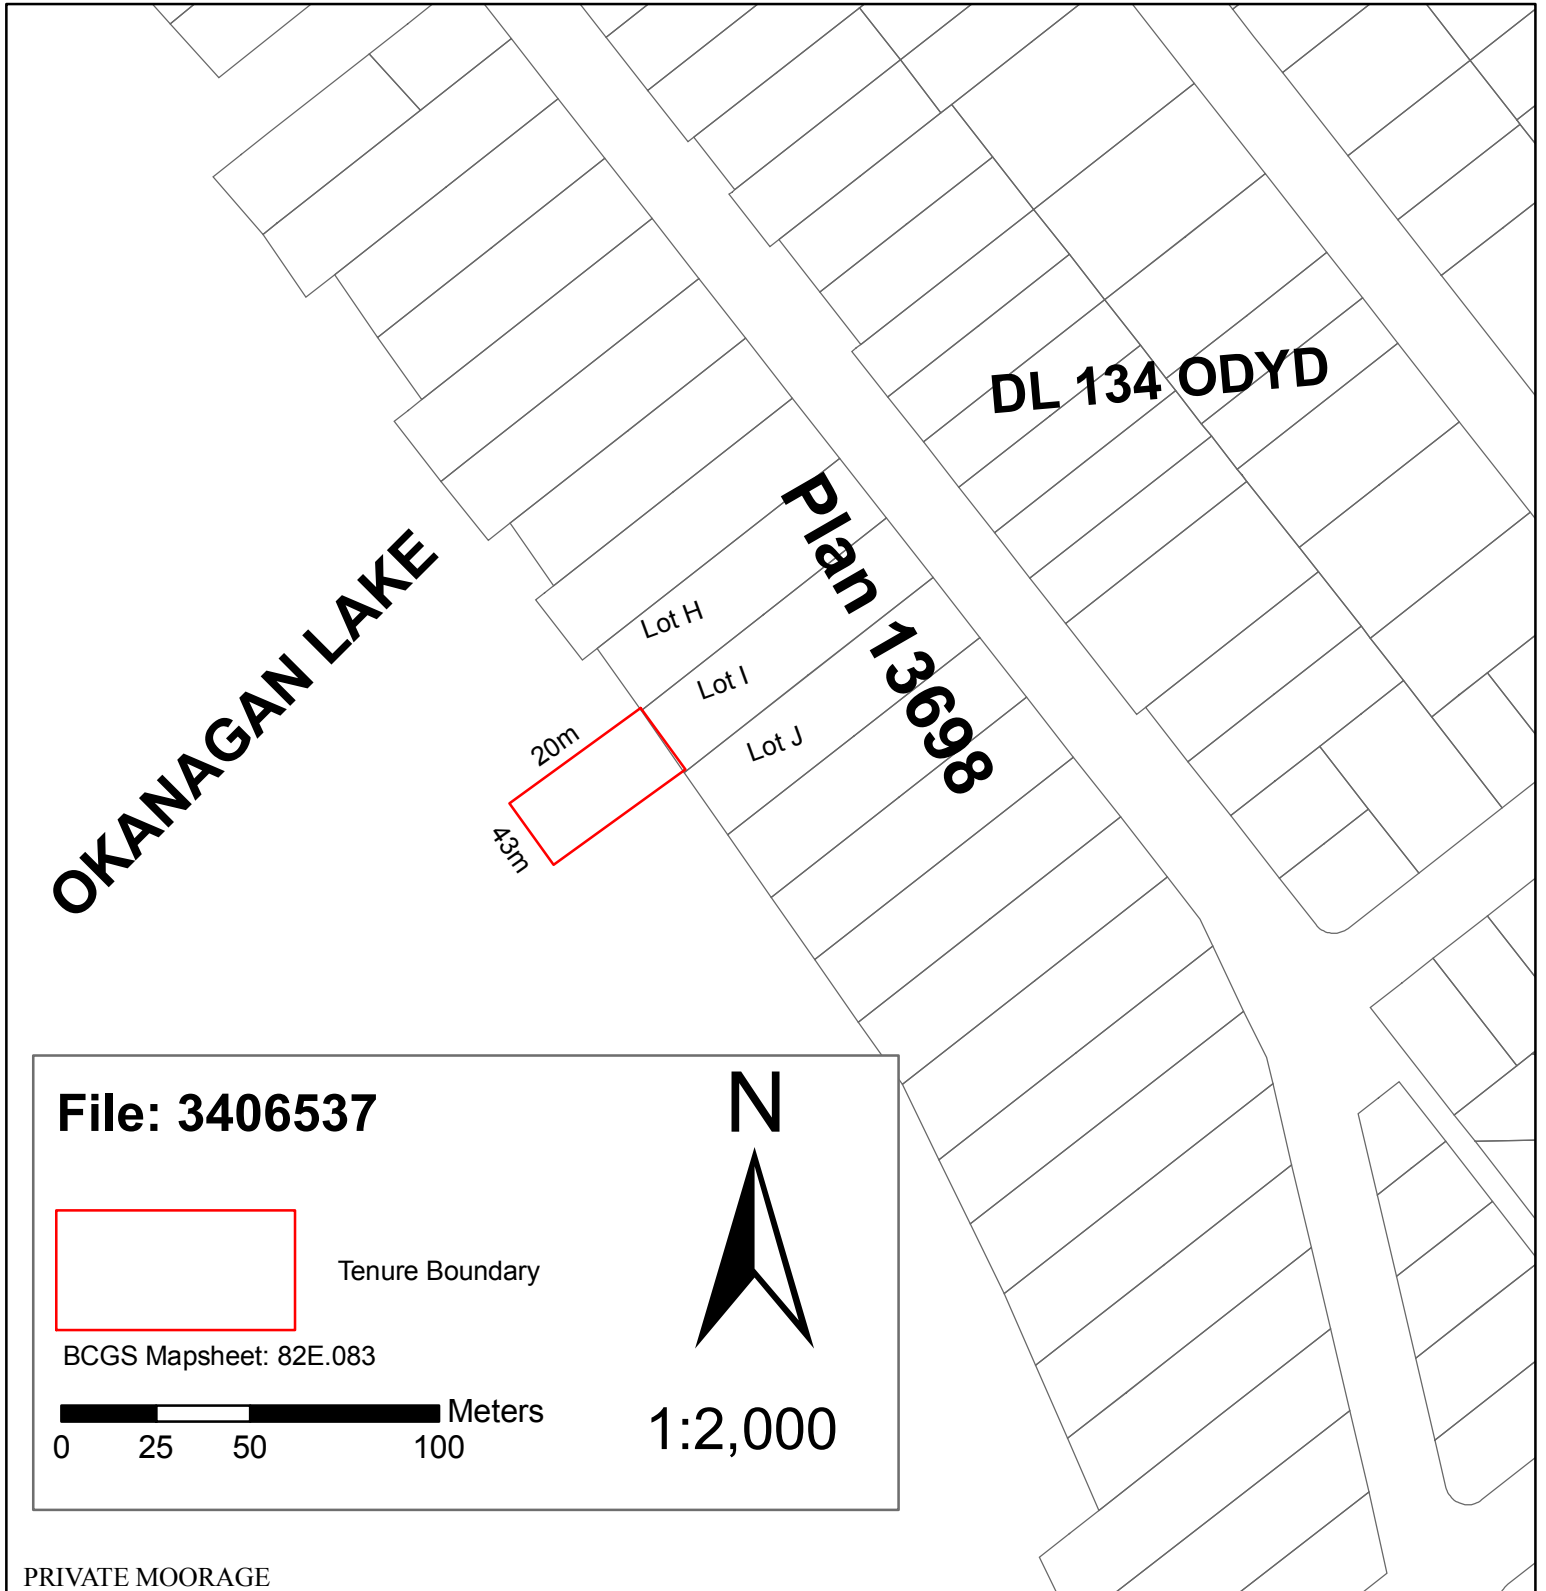 DL 134 ODYD
Plan 13698
OKANAGAN LAKE
Lot H
Lot I
Lot J
20m
43m
File: 3406537
N
Tenure Boundary
BCGS Mapsheet: 82E.083
Meters
0 25 50 100
1:2,000
PRIVATE MOORAGE